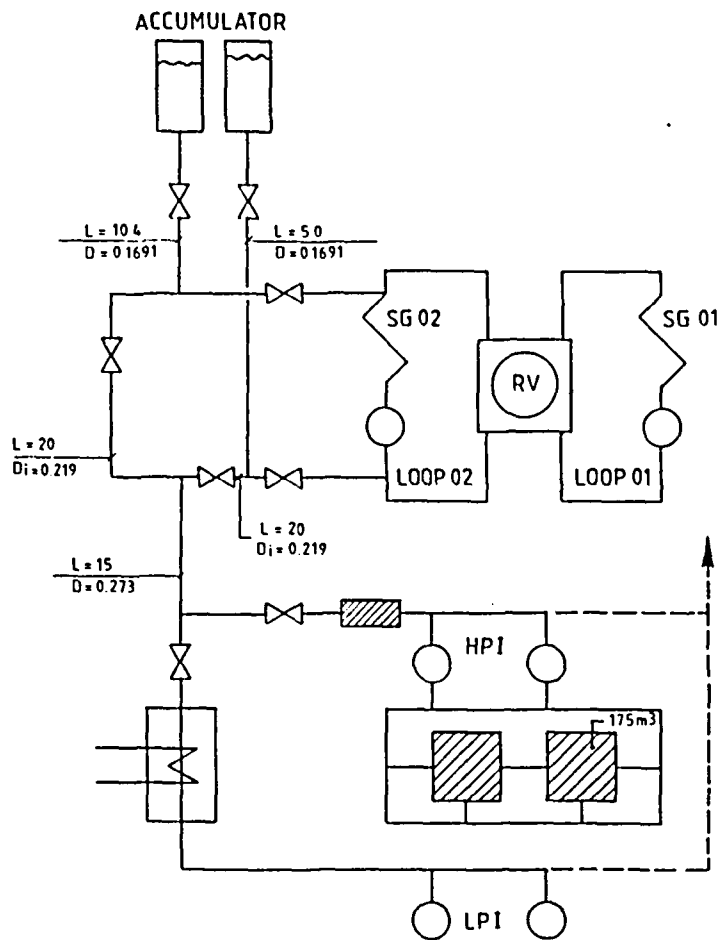 ACCUMULATOR
L = 10 4
D = 0.1691
L = 5 0
D = 0.1691
SG 02
SG 01
RV
L = 20
Di = 0.219
LOOP 02
LOOP 01
L = 20
Di = 0.219
L = 15
D = 0.273
HPI
175m3
LPI